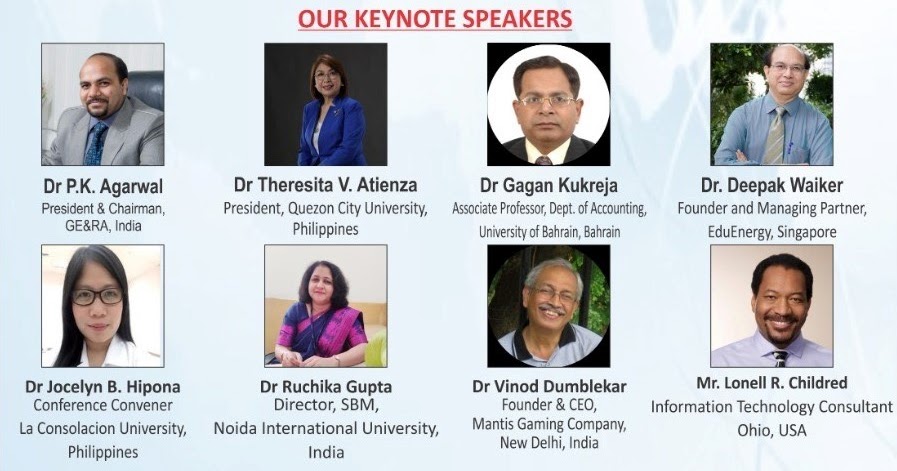 OUR KEYNOTE SPEAKERS
Dr P.K. Agarwal
President & Chairman,
GE&RA, India
Dr Theresita V. Atienza
President, Quezon City University,
Philippines
Dr Gagan Kukreja
Associate Professor, Dept. of Accounting,
University of Bahrain, Bahrain
Dr. Deepak Waiker
Founder and Managing Partner,
EduEnergy, Singapore
Dr Jocelyn B. Hipona
Conference Convener
La Consolacion University,
Philippines
Dr Ruchika Gupta
Director, SBM,
Noida International University,
India
Dr Vinod Dumblekar
Founder & CEO,
Mantis Gaming Company,
New Delhi, India
Mr. Lonell R. Childred
Information Technology Consultant
Ohio, USA